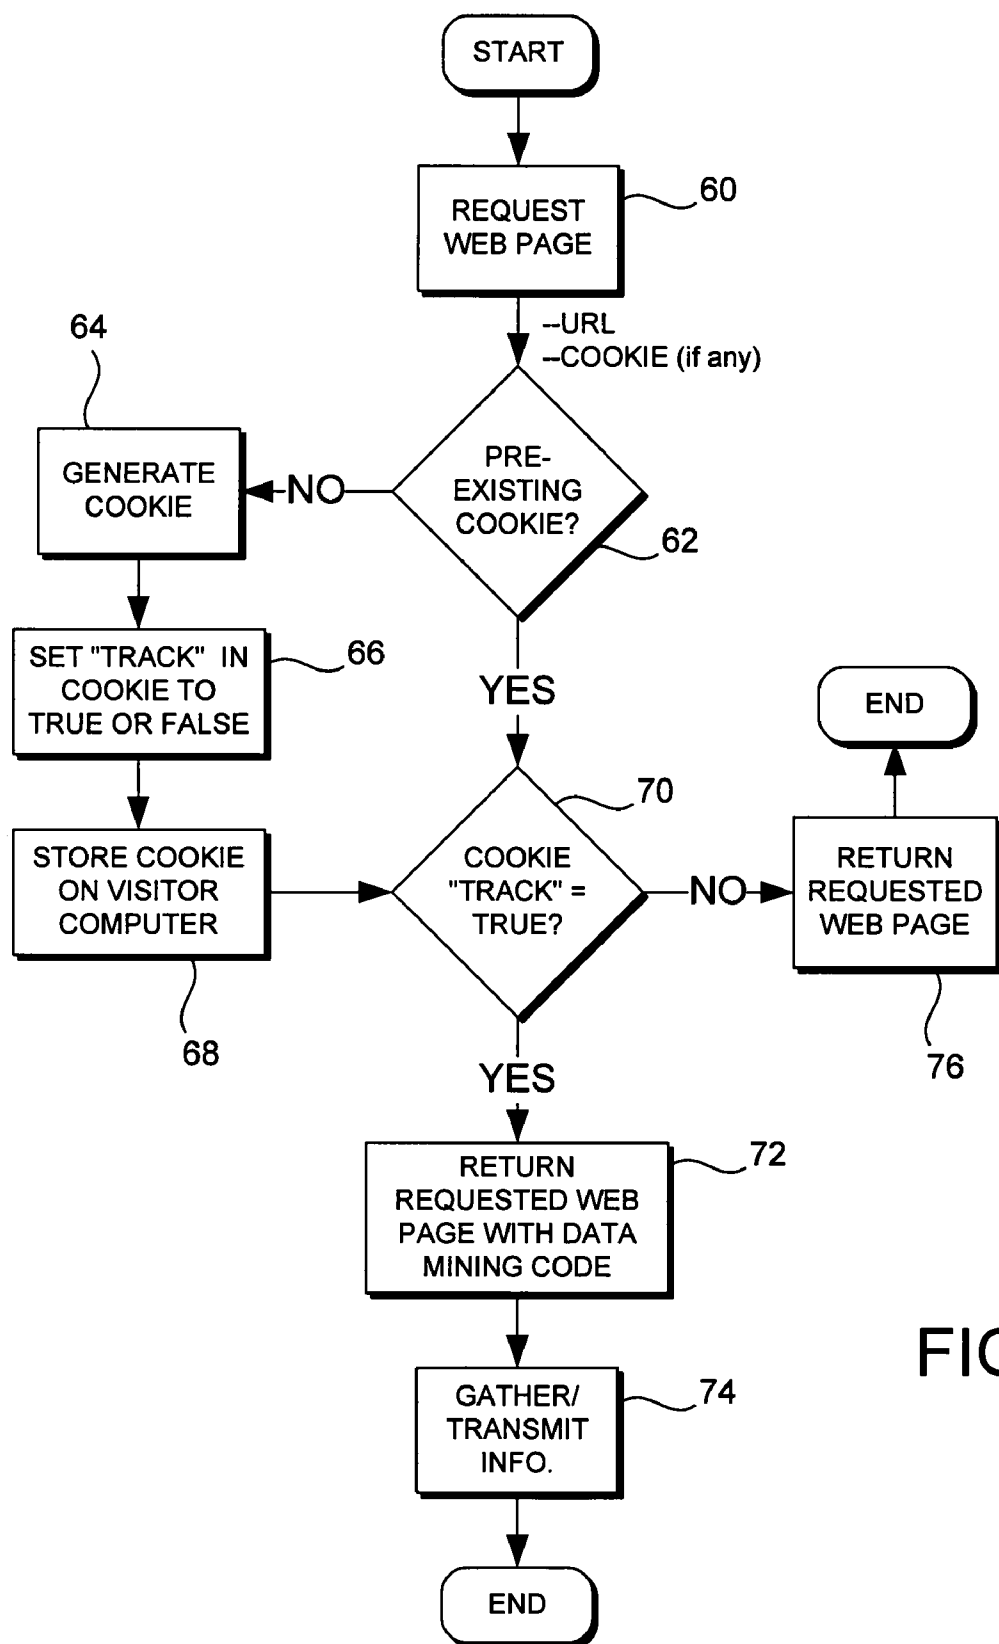 START
REQUEST
WEB PAGE
60
--URL
--COOKIE (if any)
64
GENERATE
COOKIE
NO
PRE-
EXISTING
COOKIE?
62
SET "TRACK" IN
COOKIE TO
TRUE OR FALSE
66
YES
END
70
STORE COOKIE
ON VISITOR
COMPUTER
68
COOKIE
"TRACK" =
TRUE?
NO
RETURN
REQUESTED
WEB PAGE
76
YES
RETURN
REQUESTED WEB
PAGE WITH DATA
MINING CODE
72
GATHER/
TRANSMIT
INFO.
74
END